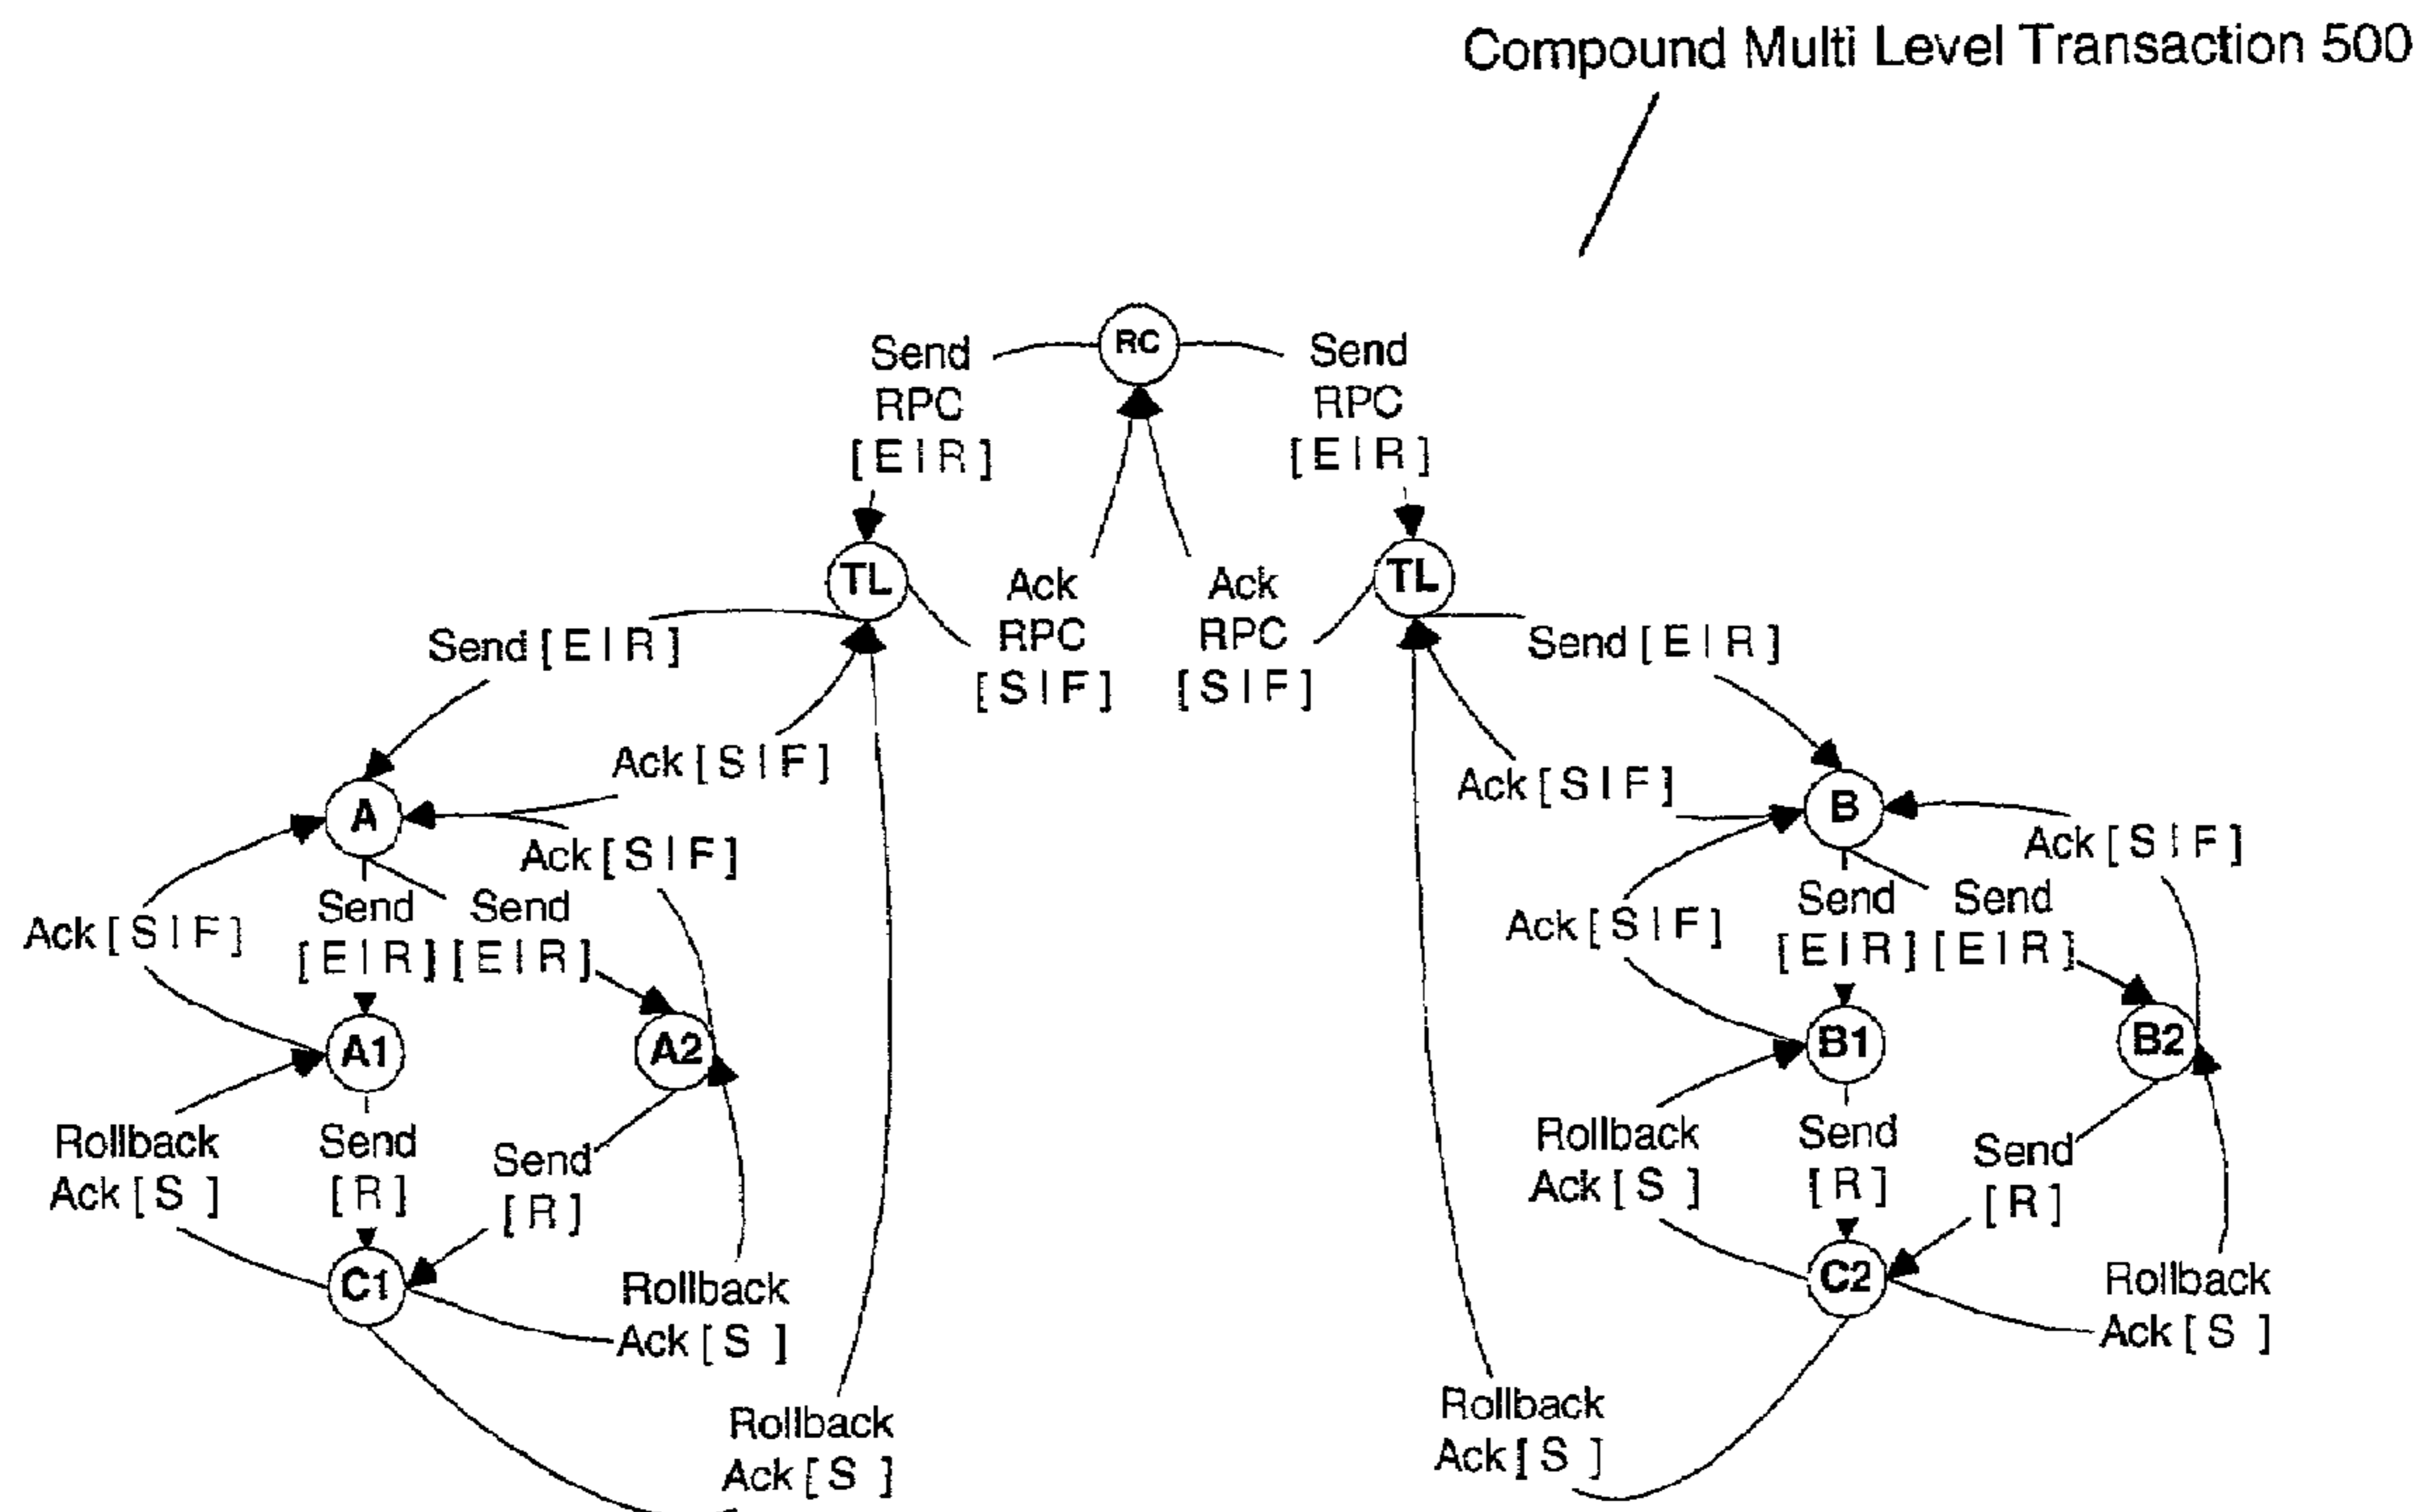 Compound Multi Level Transaction 500
RC
Send
RPC
[ E | R ]
Send
RPC
[ E | R ]
TL
TL
Ack
RPC
[ S | F ]
Ack
RPC
[ S | F ]
Send [ E | R ]
Send [ E | R ]
Ack [ S | F ]
Ack [ S | F ]
A
B
Ack [ S | F ]
Ack [ S | F ]
Send
[ E | R ]
Send
[ E | R ]
Send
[ E | R ]
Send
[ E | R ]
Ack [ S | F ]
Ack [ S | F ]
A1
A2
B1
B2
Rollback
Ack [ S ]
Send
[ R ]
Send
[ R ]
Rollback
Ack [ S ]
Send
[ R ]
Send
[ R ]
C1
C2
Rollback
Ack [ S ]
Rollback
Ack [ S ]
Rollback
Ack [ S ]
Rollback
Ack [ S ]